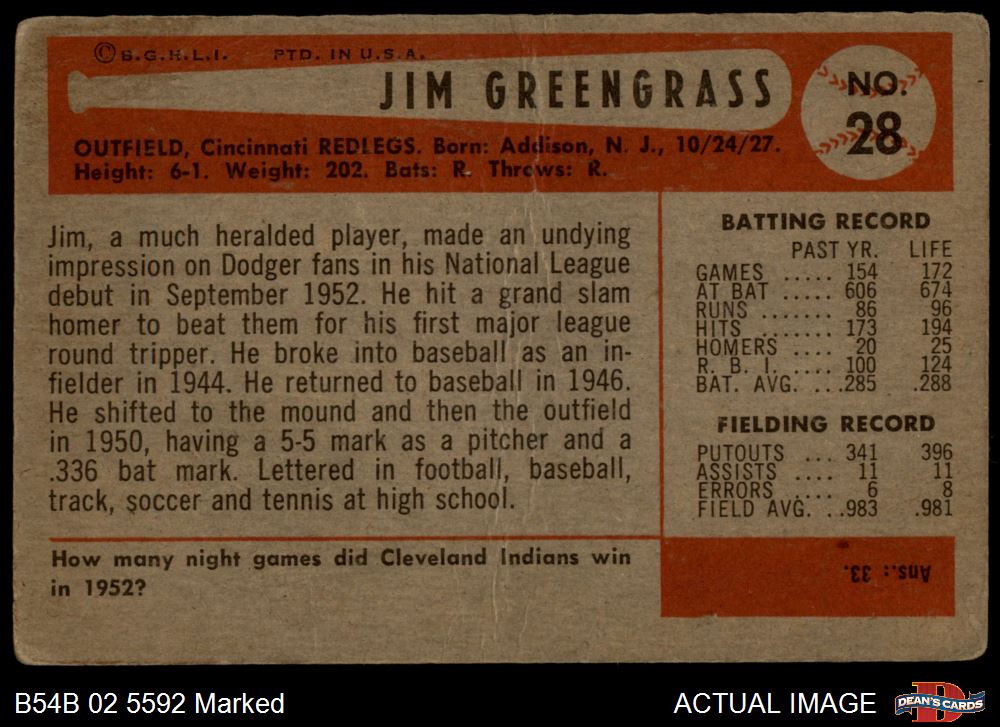 © B.G.H.L.I. PTD. IN U.S.A.
JIM GREENGRASS
NO.
28
OUTFIELD, Cincinnati REDLEGS. Born: Addison, N. J., 10/24/27.
Height: 6-1. Weight: 202. Bats: R. Throws: R.
Jim, a much heralded player, made an undying
impression on Dodger fans in his National League
debut in September 1952. He hit a grand slam
homer to beat them for his first major league
round tripper. He broke into baseball as an in-
fielder in 1944. He returned to baseball in 1946.
He shifted to the mound and then the outfield
in 1950, having a 5-5 mark as a pitcher and a
.336 bat mark. Lettered in football, baseball,
track, soccer and tennis at high school.
BATTING RECORD
PAST YR. LIFE
GAMES ..... 154 172
AT BAT ..... 606 674
RUNS ....... 86 96
HITS ....... 173 194
HOMERS .... 20 25
R. B. I. .... 100 124
BAT. AVG. ...285 .288
FIELDING RECORD
PUTOUTS ... 341 396
ASSISTS .... 11 11
ERRORS .... 6 8
FIELD AVG. ..983 .981
How many night games did Cleveland Indians win
in 1952?
Ans.: 33.
B54B 02 5592 Marked
ACTUAL IMAGE
DEAN'S CARDS